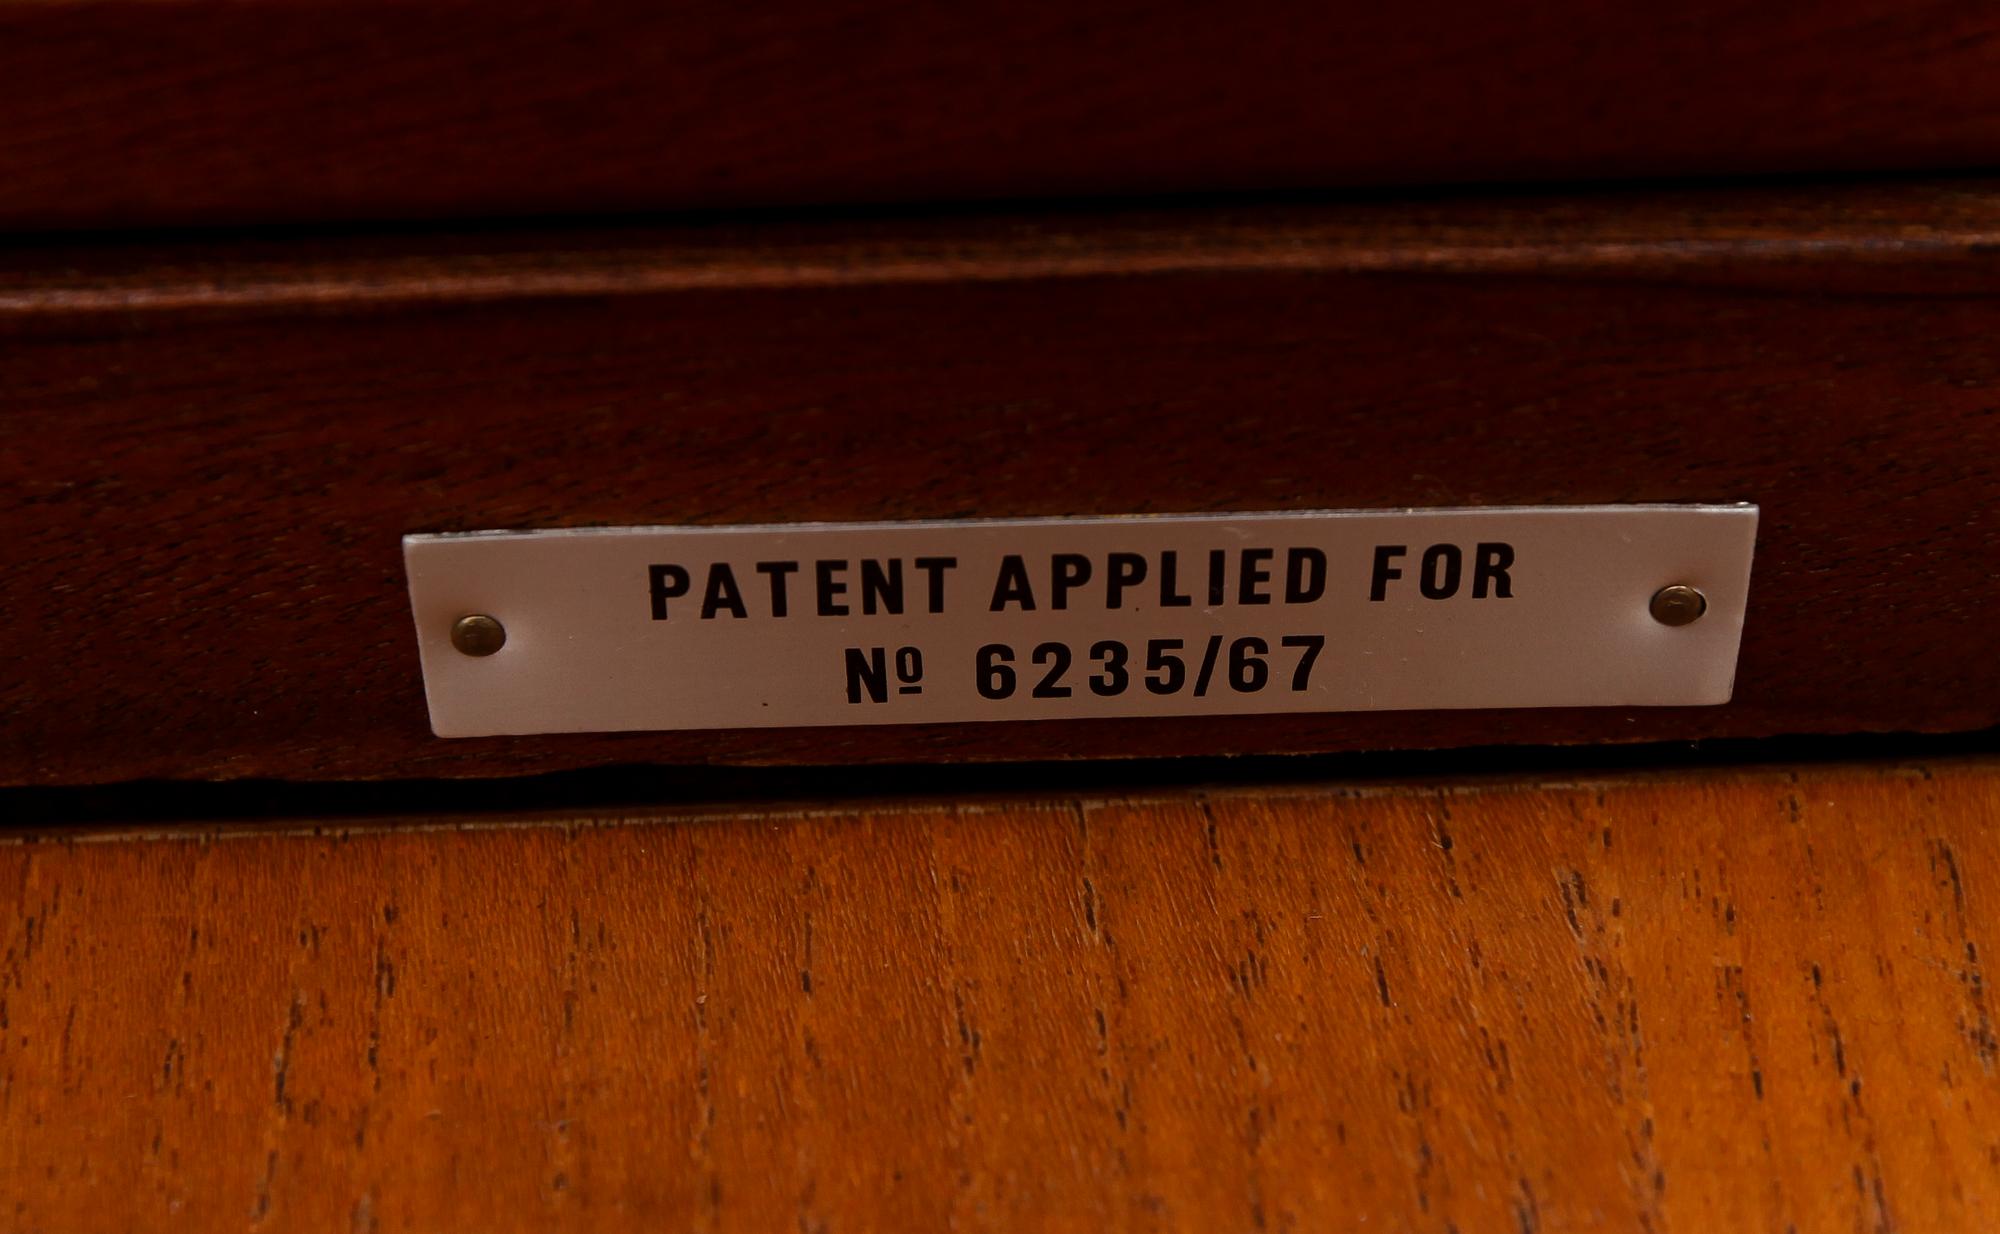 PATENT APPLIED FOR
Nº 6235/67